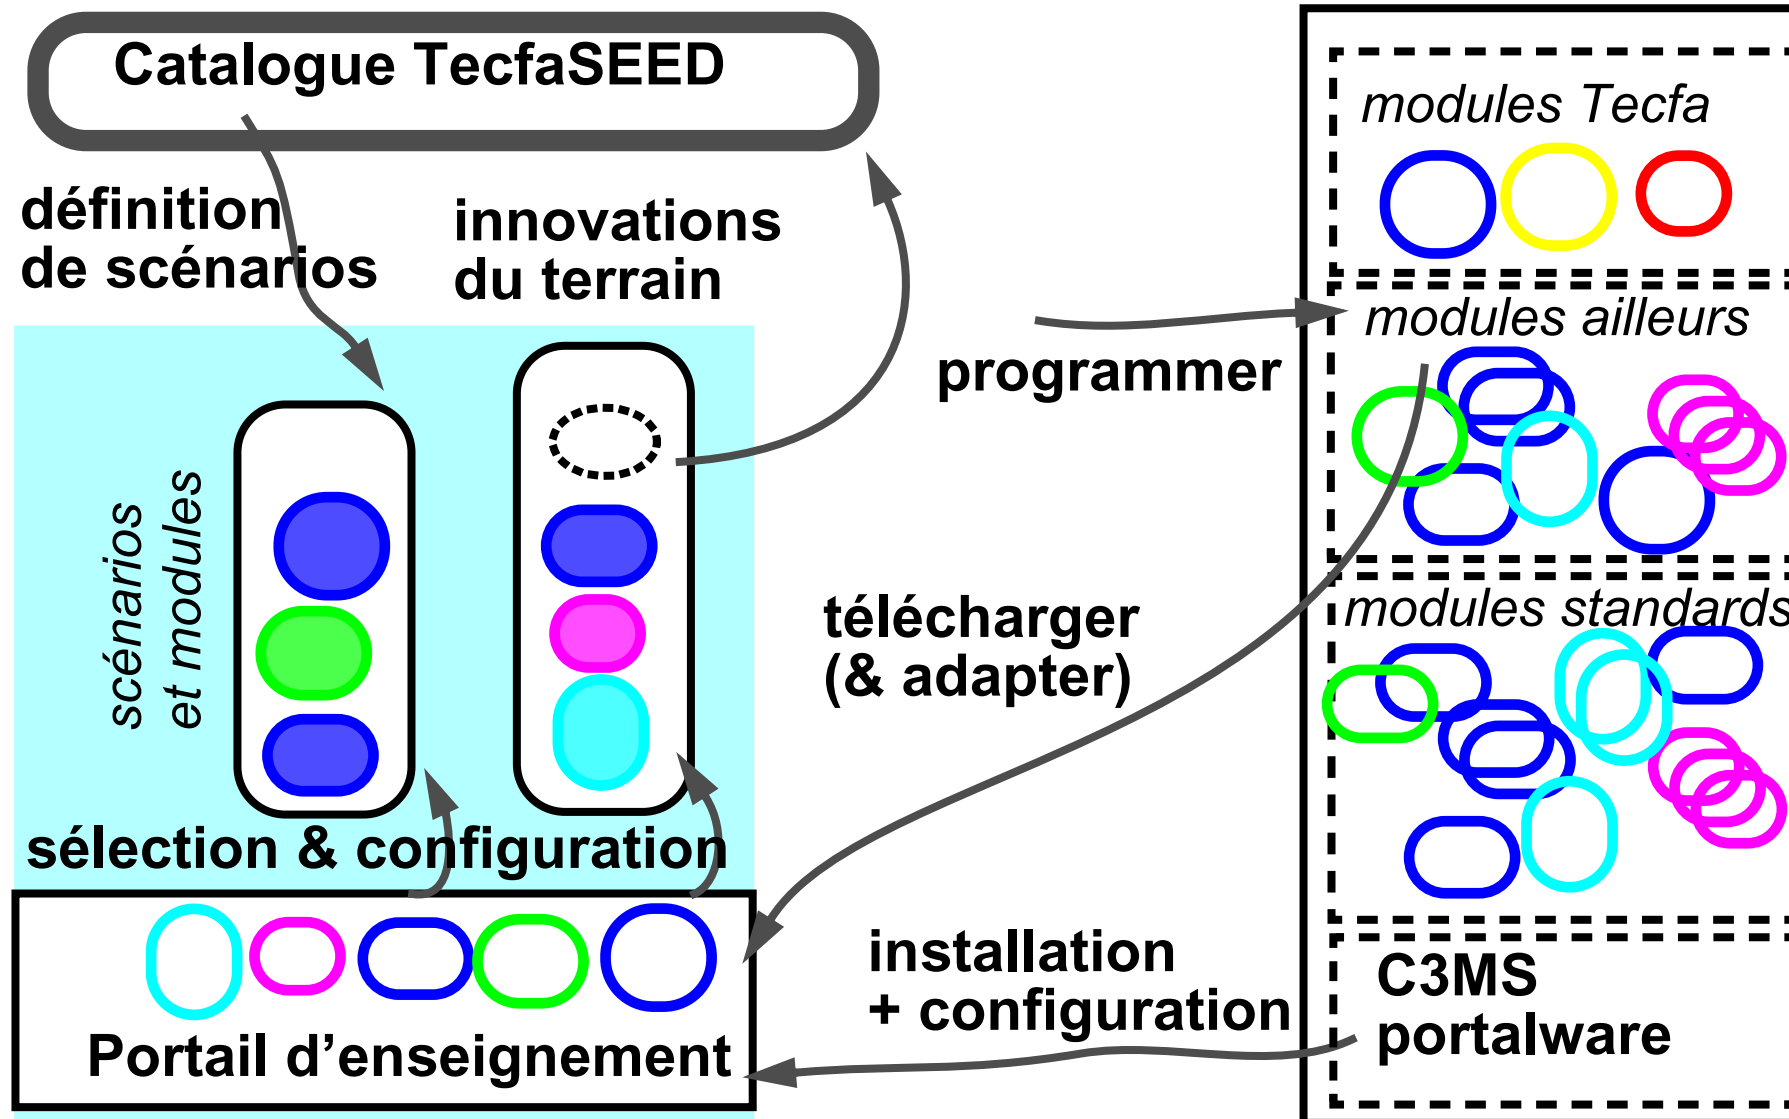 Catalogue TecfaSEED
définition
de scénarios
innovations
du terrain
scénarios
et modules
sélection & configuration
Portail d’enseignement
programmer
télécharger
(& adapter)
installation
+ configuration
modules Tecfa
modules ailleurs
modules standards
C3MS
portalware